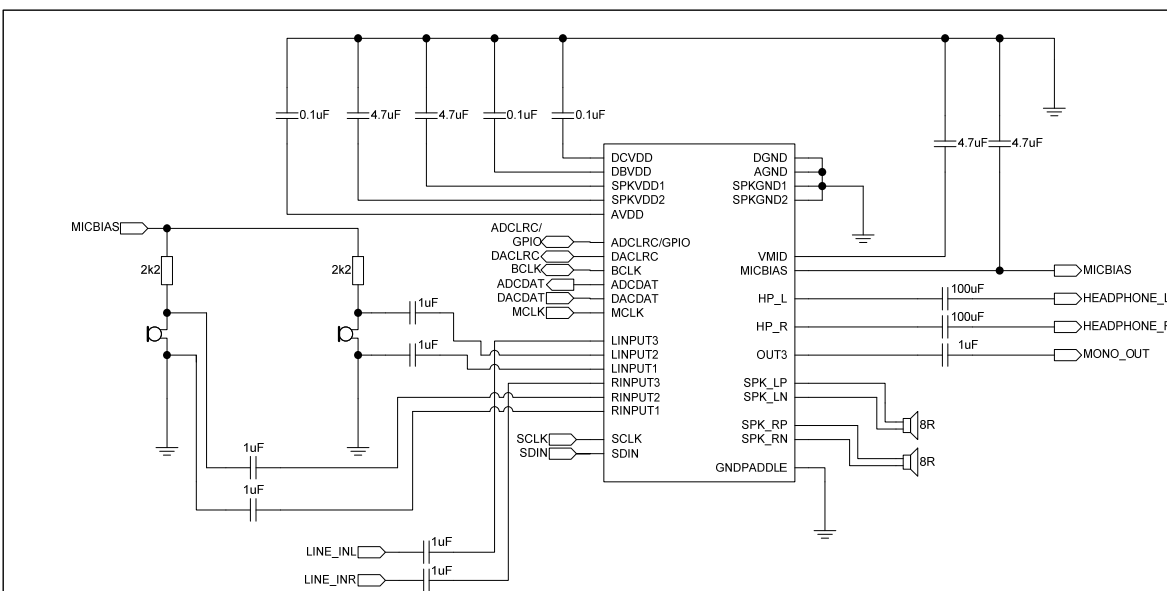 0.1uF
4.7uF
4.7uF
0.1uF
0.1uF
4.7uF
4.7uF
DCVDD
DBVDD
SPKVDD1
SPKVDD2
AVDD
DGND
AGND
SPKGND1
SPKGND2
MICBIAS
2k2
2k2
1uF
1uF
ADCLRC/
GPIO
DACLRC
BCLK
ADCDAT
DACDAT
MCLK
ADCLRC/GPIO
DACLRC
BCLK
ADCDAT
DACDAT
MCLK
LINPUT3
LINPUT2
LINPUT1
RINPUT3
RINPUT2
RINPUT1
SCLK
SDIN
SCLK
SDIN
VMID
MICBIAS
HP_L
HP_R
OUT3
SPK_LP
SPK_LN
SPK_RP
SPK_RN
GNDPADDLE
MICBIAS
100uF
HEADPHONE_L
100uF
1uF
MONO_OUT
8R
8R
1uF
1uF
LINE_INL
1uF
LINE_INR
1uF